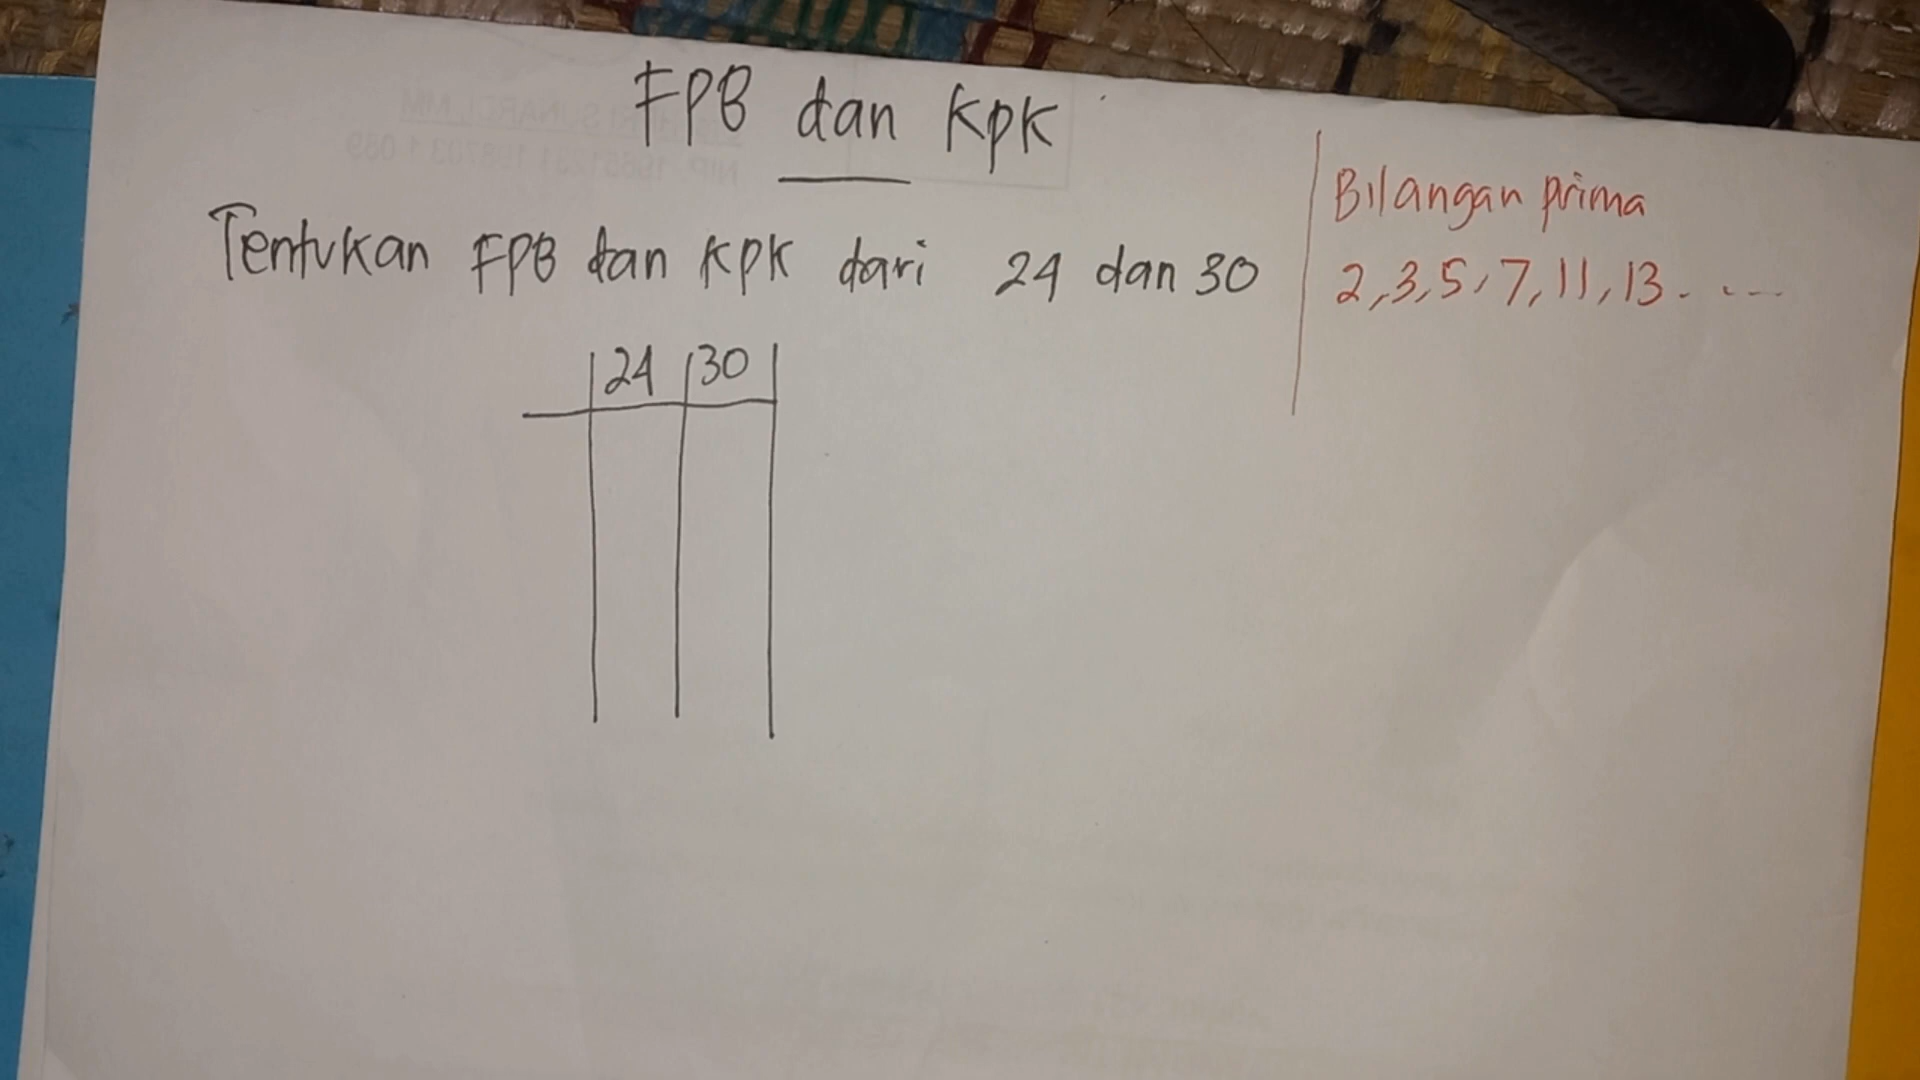 FPB dan KPK
Tentukan FPB dan KPK dari 24 dan 30
Bilangan prima
2, 3, 5, 7, 11, 13. ....
24 30